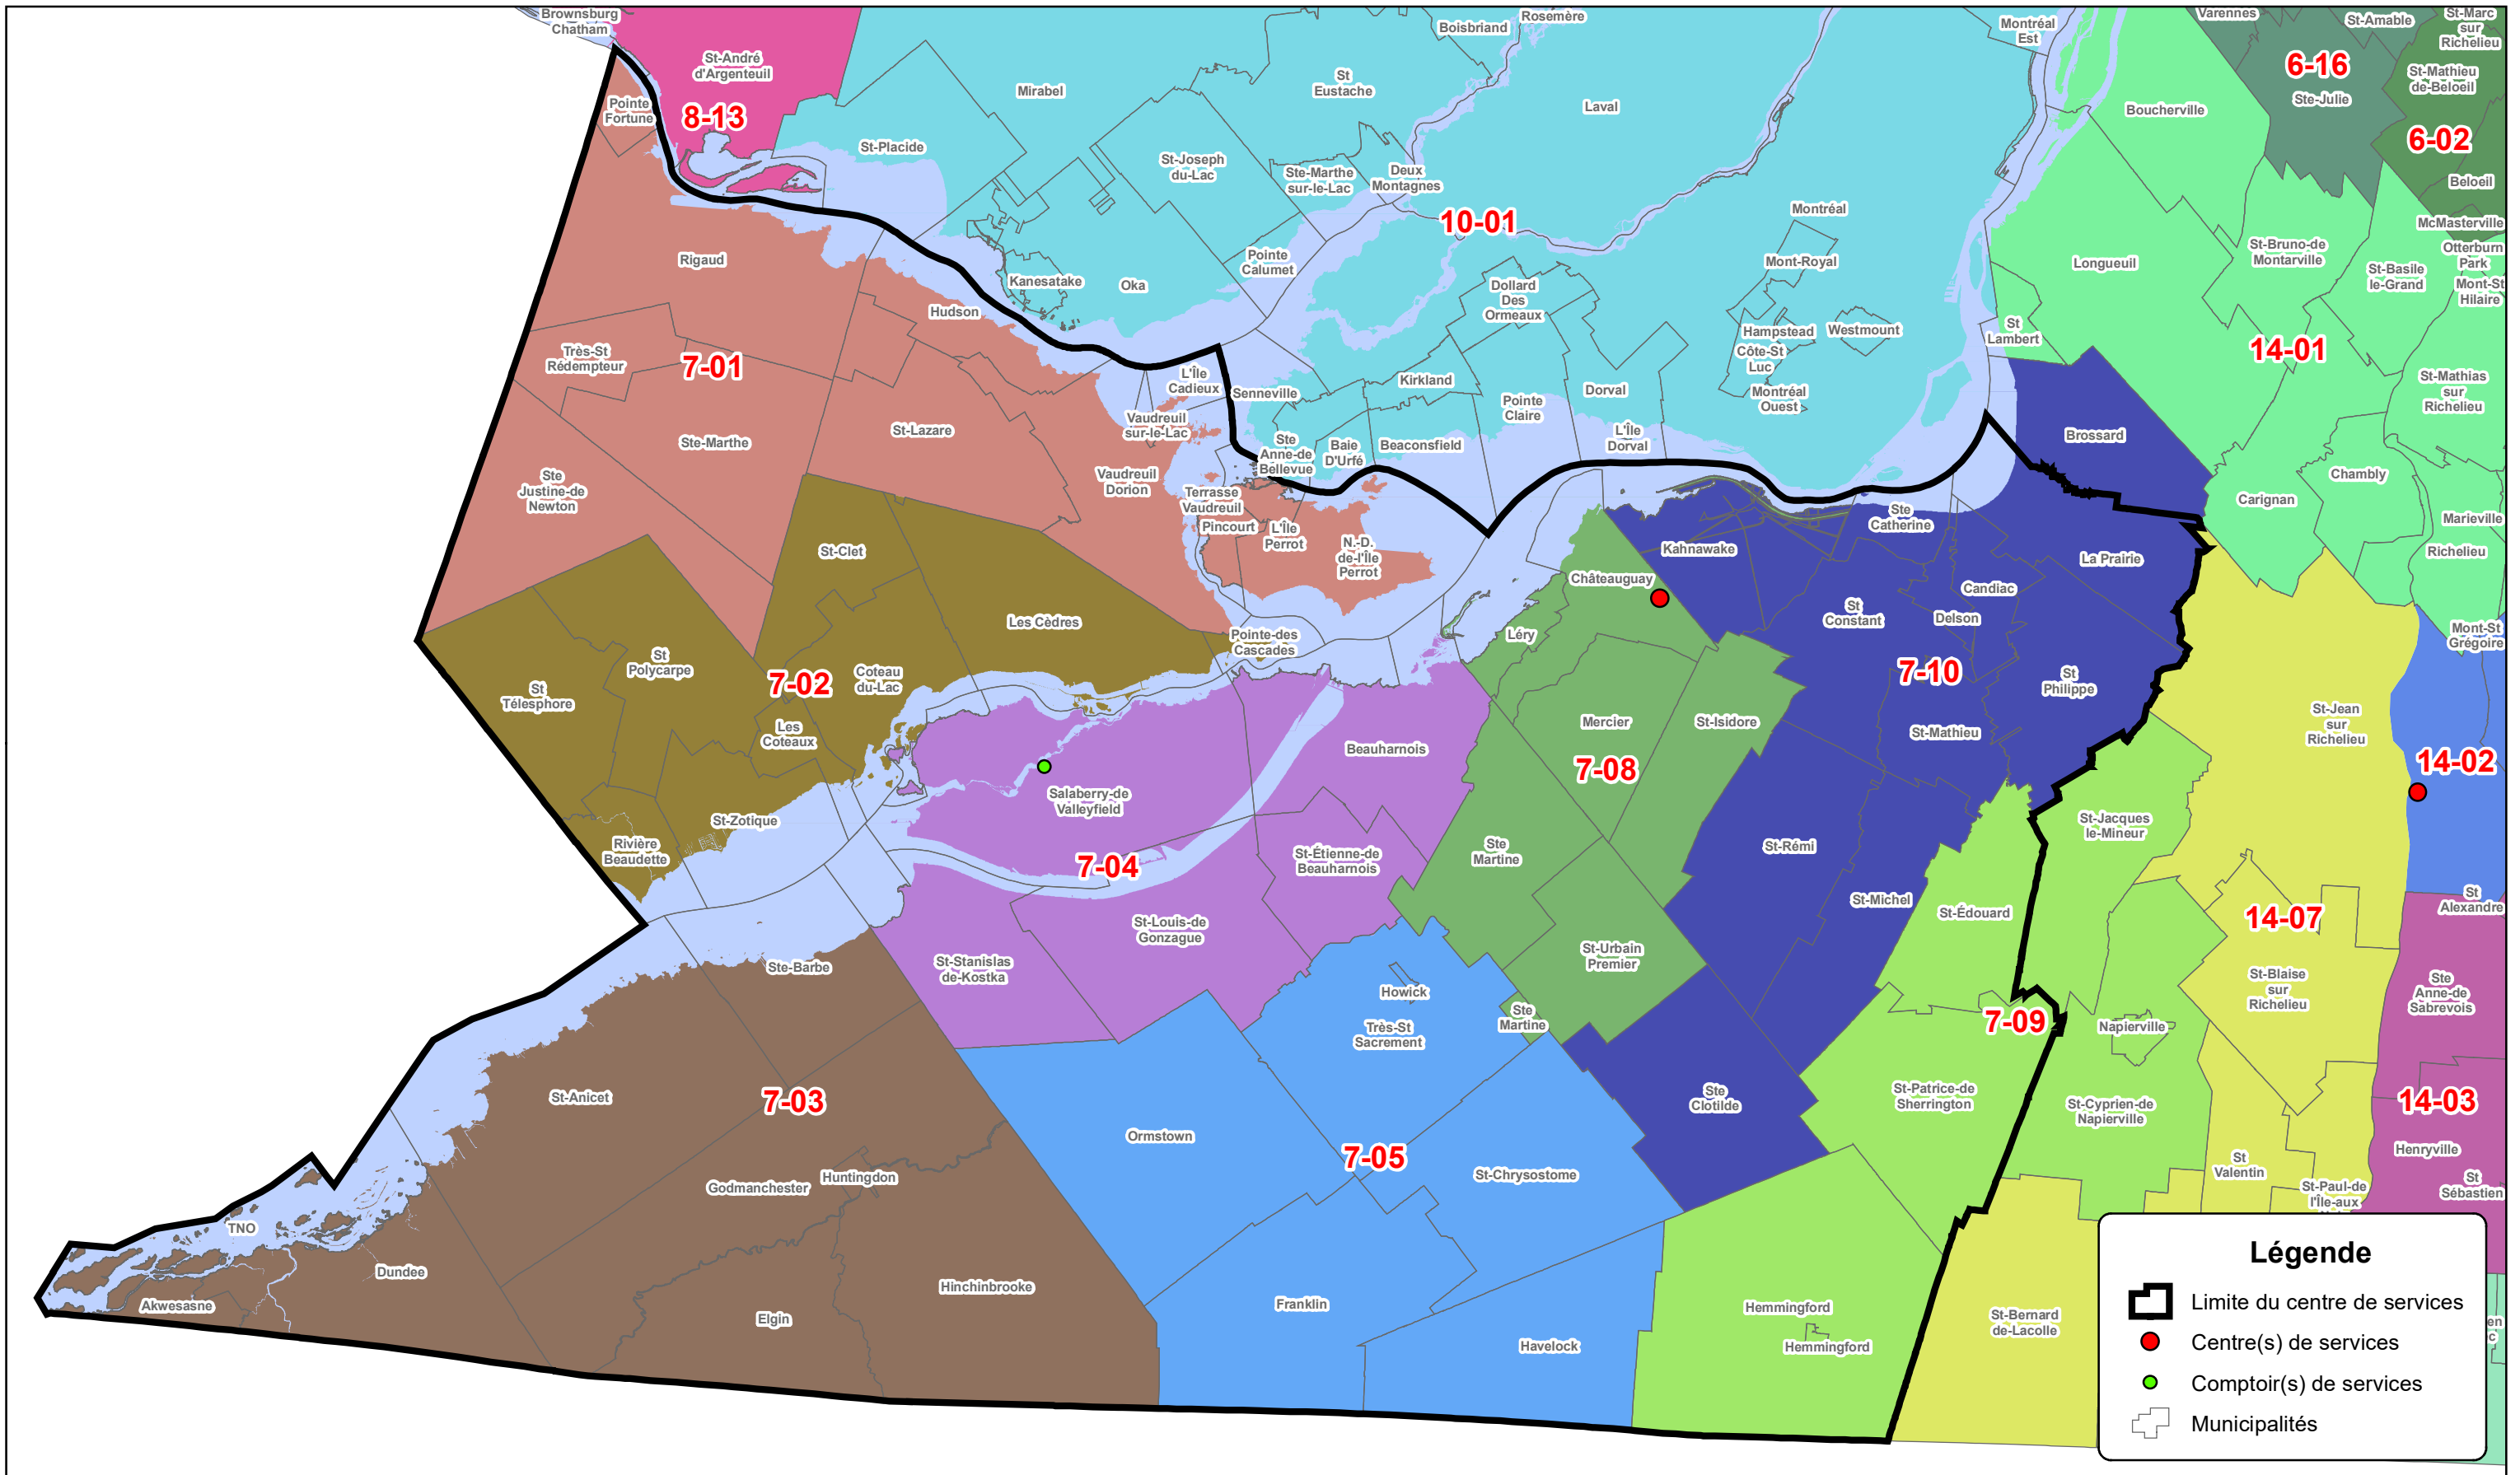 Brownsburg
Chatham
St-André
d'Argenteuil
8-13
Pointe
Fortune
Mirabel
St-Placide
St-Joseph
du-Lac
St
Eustache
Boisbriand
Rosemère
Laval
Ste-Marthe
sur-le-Lac
Deux
Montagnes
10-01
Pointe
Calumet
Kanesatake
Oka
Montréal
Est
Montréal
Mont-Royal
Dollard
Des
Ormeaux
Hampstead
Westmount
Côte-St
Luc
Montréal
Ouest
Kirkland
Senneville
Pointe
Claire
Dorval
L'Île
Dorval
Beaconsfield
Baie
D'Urfé
Ste
Anne-de
Bellevue
Varennes
St-Amable
St-Marc
sur
Richelieu
6-16
Ste-Julie
St-Mathieu
de-Beloeil
6-02
Beloeil
McMasterville
Otterburn
Park
Mont-St
Hilaire
Boucherville
Longueuil
St-Bruno-de
Montarville
St-Basile
le-Grand
St
Lambert
14-01
St-Mathias
sur
Richelieu
Brossard
Carignan
Chambly
Marieville
Richelieu
Mont-St
Grégoire
Rigaud
Hudson
Très-St
Rédempteur
7-01
Ste-Marthe
St-Lazare
Ste
Justine-de
Newton
L'Île
Cadieux
Vaudreuil
sur-le-Lac
Vaudreuil
Dorion
Terrasse
Vaudreuil
Pincourt
L'Île
Perrot
N.-D.
de-l'Île
Perrot
St-Clet
Les Cèdres
Pointe-des
Cascades
St
Polycarpe
St
Télesphore
7-02
Coteau
du-Lac
Les
Coteaux
St-Zotique
Rivière
Beaudette
Salaberry-de
Valleyfield
7-04
Beauharnois
St-Étienne-de
Beauharnois
St-Louis-de
Gonzague
St-Stanislas
de-Kostka
Châteauguay
Léry
Mercier
St-Isidore
7-08
Ste
Martine
St-Urbain
Premier
Ste
Martine
Kahnawake
Ste
Catherine
La Prairie
Candiac
Delson
St
Constant
7-10
St
Philippe
St-Mathieu
St-Rémi
St-Michel
Ste
Clotilde
St-Édouard
St-Jacques
le-Mineur
7-09
Napierville
St-Patrice-de
Sherrington
St-Cyprien-de
Napierville
Hemmingford
Hemmingford
St-Jean
sur
Richelieu
14-02
14-07
St-Blaise
sur
Richelieu
St
Alexandre
Ste
Anne-de
Sabrevois
14-03
Henryville
St
Sébastien
St
Valentin
St-Paul-de
l'Île-aux
St-Bernard
de-Lacolle
Ste-Barbe
St-Anicet
7-03
Godmanchester
Huntingdon
Hinchinbrooke
Elgin
Dundee
TNO
Akwesasne
Howick
Très-St
Sacrement
Ormstown
7-05
St-Chrysostome
Franklin
Havelock
Légende
Limite du centre de services
Centre(s) de services
Comptoir(s) de services
Municipalités